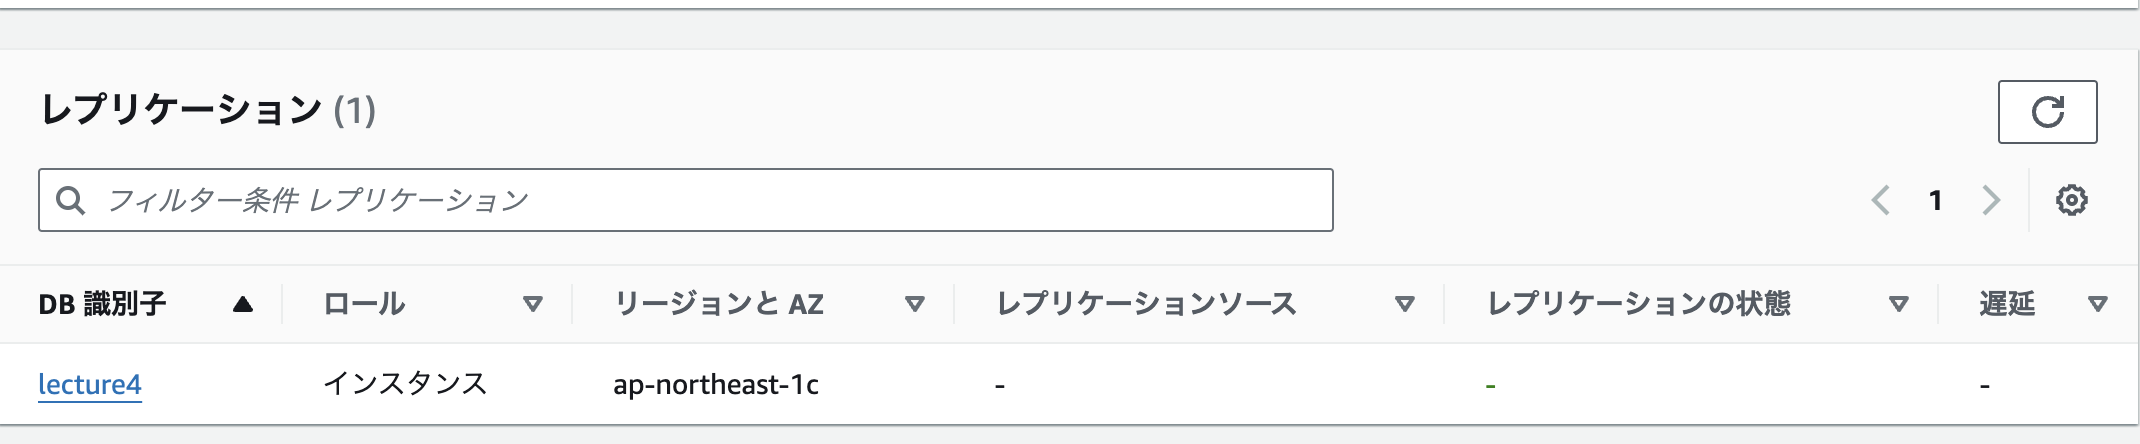 レプリケーション (1)
フィルター条件 レプリケーション
1
DB 識別子 ロール リージョンと AZ レプリケーションソース レプリケーションの状態 遅延
lecture4 インスタンス ap-northeast-1c - - -